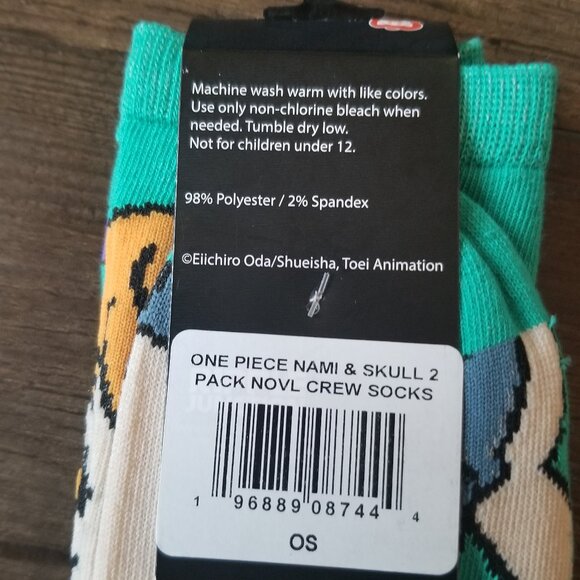 Machine wash warm with like colors.
Use only non-chlorine bleach when
needed. Tumble dry low.
Not for children under 12.
98% Polyester / 2% Spandex
©Eiichiro Oda/Shueisha, Toei Animation
ONE PIECE NAMI & SKULL 2
PACK NOVL CREW SOCKS
1 96889 08744 4
OS